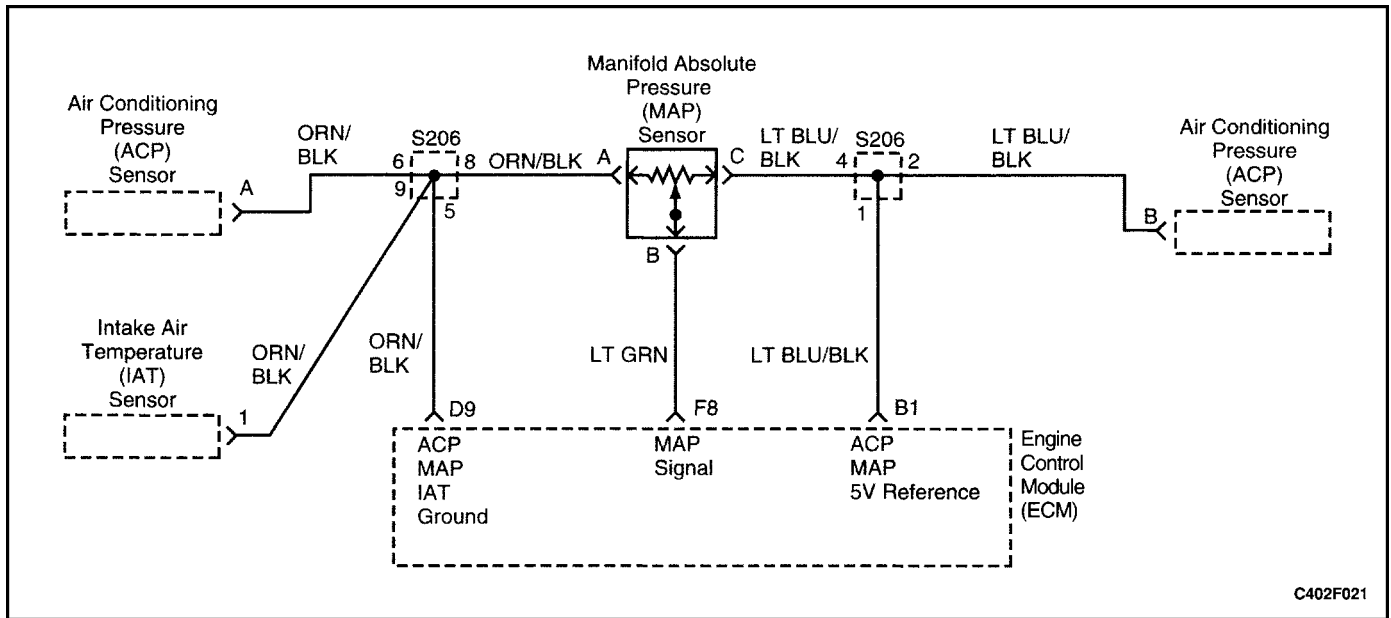 Manifold Absolute
Pressure
(MAP)
Sensor
Air Conditioning
Pressure
(ACP)
Sensor
A
ORN/
BLK
S206
6
8
9
5
ORN/BLK
A
C
B
LT BLU/
BLK
S206
4
2
1
LT BLU/
BLK
Air Conditioning
Pressure
(ACP)
Sensor
B
Intake Air
Temperature
(IAT)
Sensor
1
ORN/
BLK
ORN/
BLK
LT GRN
LT BLU/BLK
D9
F8
B1
ACP
MAP
IAT
Ground
MAP
Signal
ACP
MAP
5V Reference
Engine
Control
Module
(ECM)
C402F021